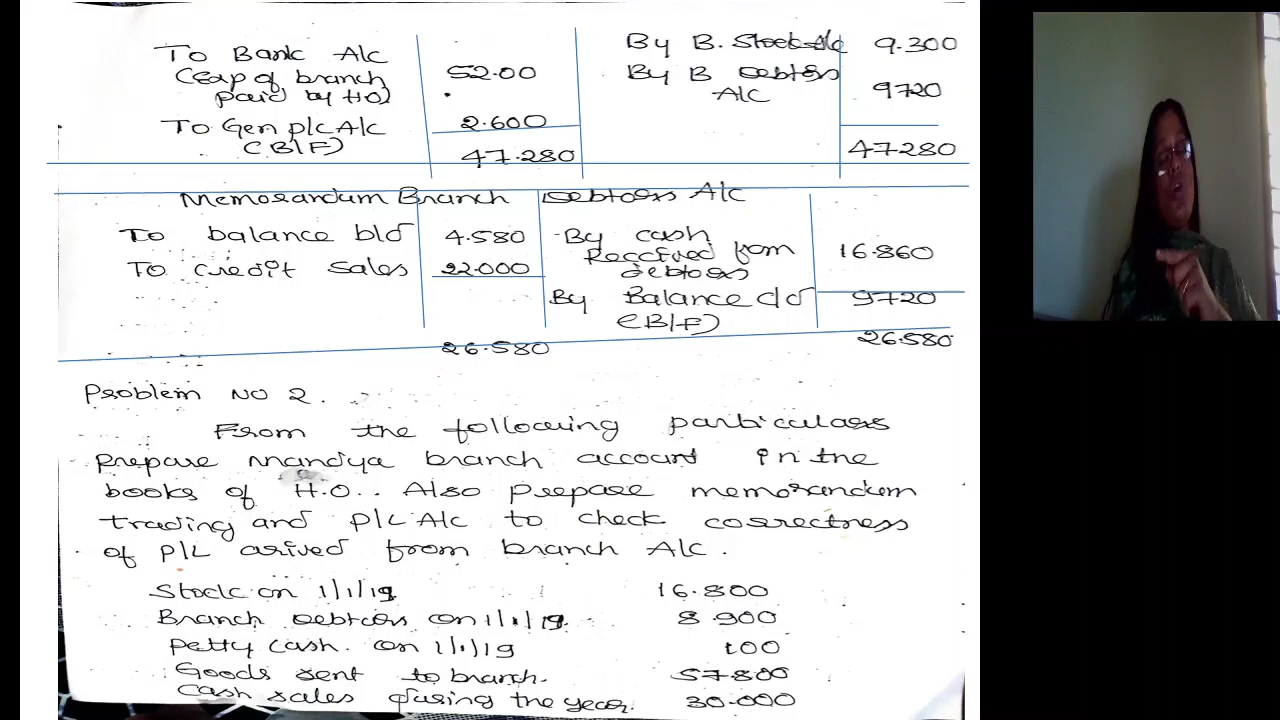 To Bank A/c
(Exp of branch 52.00
paid by HO)
To Gen P/L A/c 2.600
(B/F)
47.280
By B. Stock A/c 9.300
By B Debtors
A/C 9720
47280
Memorandum Branch Debtors A/c
To balance b/d 4.580
To credit sales 22.000
26.580
By cash
Received from 16.860
debtors
By Balance c/d 9720
(B/F)
26.580
Problem NO 2.
From the following particulars
prepare mandya branch account in the
books of H.O.. Also prepare memorandum
trading and P/L A/c to check correctness
of P/L arived from branch A/c.
Stock on 1/1/19 16.800
Branch Debtors on 1/1/19. 8 900
Petty cash. on 1/1/19 100
Goods sent to branch. 57.800
Cash sales during the year. 30.000